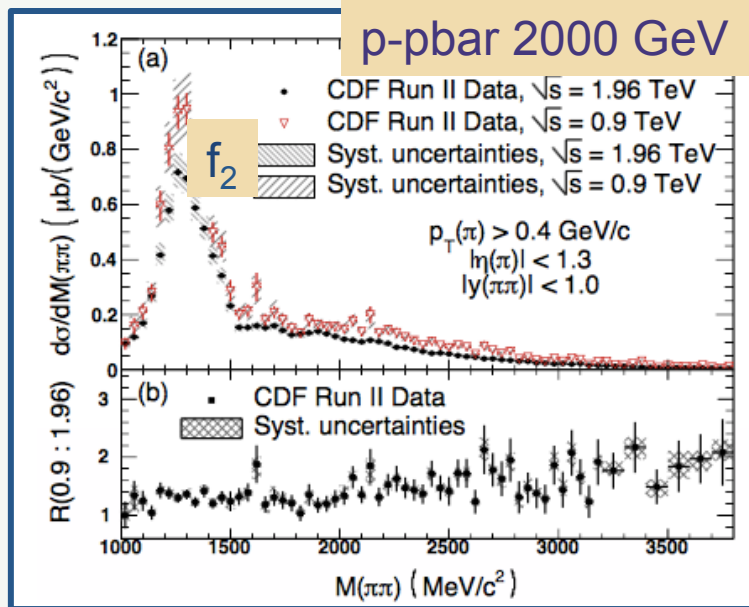 p-pbar 2000 GeV
(a)
CDF Run II Data, √s = 1.96 TeV
CDF Run II Data, √s = 0.9 TeV
Syst. uncertainties, √s = 1.96 TeV
Syst. uncertainties, √s = 0.9 TeV
f₂
p_T(π) > 0.4 GeV/c
|η(π)| < 1.3
|y(ππ)| < 1.0
dσ/dM(ππ) [μb/(GeV/c²)]
1.2
1
0.8
0.6
0.4
0.2
0
(b)
CDF Run II Data
Syst. uncertainties
R(0.9 : 1.96)
3
2
1
1000 1500 2000 2500 3000 3500
M(ππ) (MeV/c²)